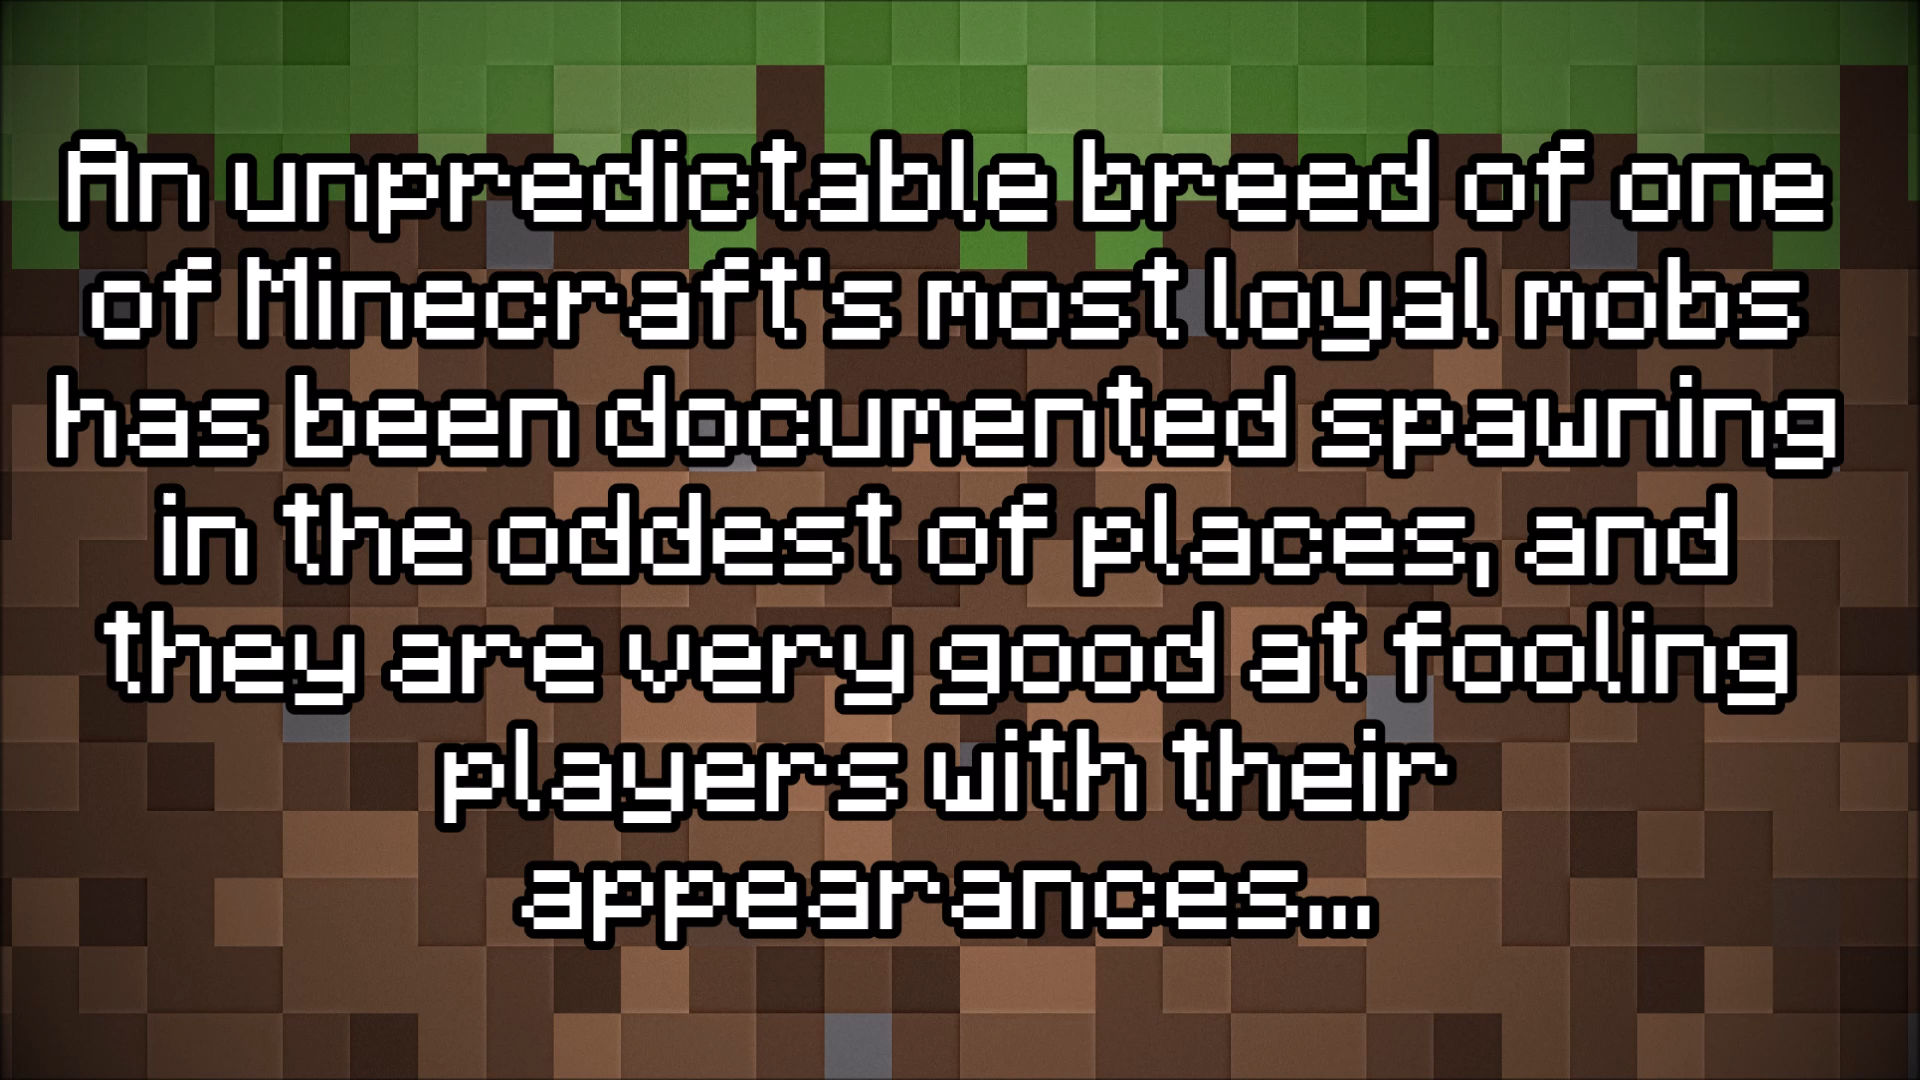 An unpredictable breed of one
of Minecraft's most loyal mobs
has been documented spawning
in the oddest of places, and
they are very good at fooling
players with their
appearances...